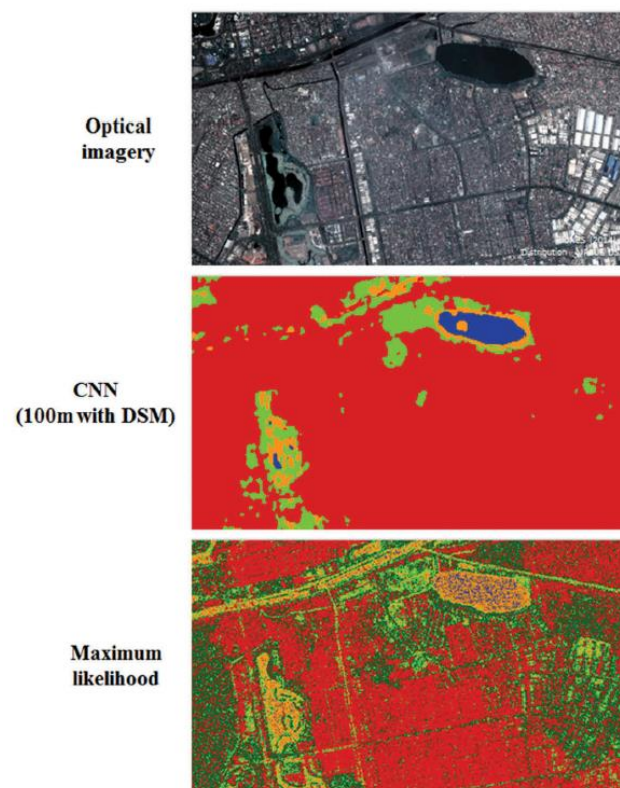 Optical
imagery
CNN
(100m with DSM)
Maximum
likelihood